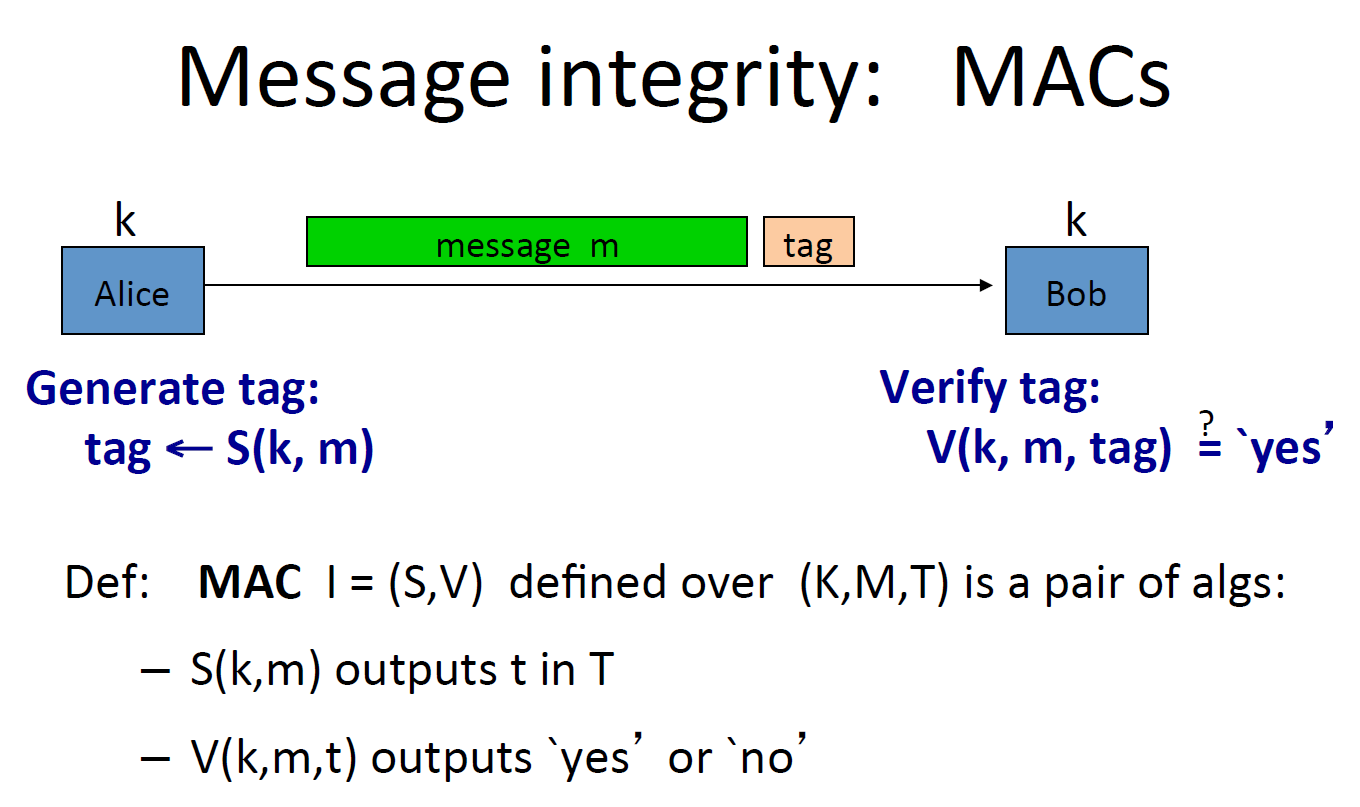 Message integrity: MACs
k
k
message m
tag
Alice
Bob
Generate tag:
tag ← S(k, m)
Verify tag:
V(k, m, tag) ≟ `yes’
Def: MAC I = (S,V) defined over (K,M,T) is a pair of algs:
– S(k,m) outputs t in T
– V(k,m,t) outputs `yes’ or `no’